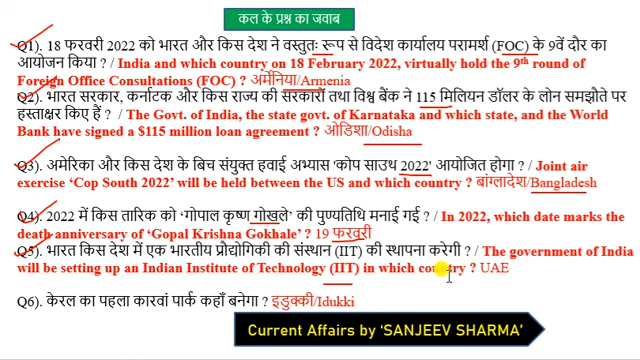 कल के प्रश्न का जवाब
Q1). 18 फरवरी 2022 को भारत और किस देश ने वस्तुतः रूप से विदेश कार्यालय परामर्श (FOC) के 9वें दौर का
आयोजन किया ? / India and which country on 18 February 2022, virtually hold the 9th round of
Foreign Office Consultations (FOC) ? अर्मेनिया/Armenia
Q2). भारत सरकार, कर्नाटक और किस राज्य की सरकारों तथा विश्व बैंक ने 115 मिलियन डॉलर के लोन समझौते पर
हस्ताक्षर किए हैं ? / The Govt. of India, the state govt. of Karnataka and which state, and the World
Bank have signed a $115 million loan agreement ? ओडिशा/Odisha
Q3). अमेरिका और किस देश के बिच संयुक्त हवाई अभ्यास 'कोप साउथ 2022' आयोजित होगा ? / Joint air
exercise ‘Cop South 2022’ will be held between the US and which country ? बांग्लादेश/Bangladesh
Q4). 2022 में किस तारिक को ‘गोपाल कृष्ण गोखले’ की पुण्यतिथि मनाई गई ? / In 2022, which date marks the
death anniversary of ‘Gopal Krishna Gokhale’ ? 19 फरवरी
Q5). भारत किस देश में एक भारतीय प्रौद्योगिकी की संस्थान (IIT) की स्थापना करेगी ? / The government of India
will be setting up an Indian Institute of Technology (IIT) in which country ? UAE
Q6). केरल का पहला कारवां पार्क कहाँ बनेगा ? इडुक्की/Idukki
Current Affairs by ‘SANJEEV SHARMA’